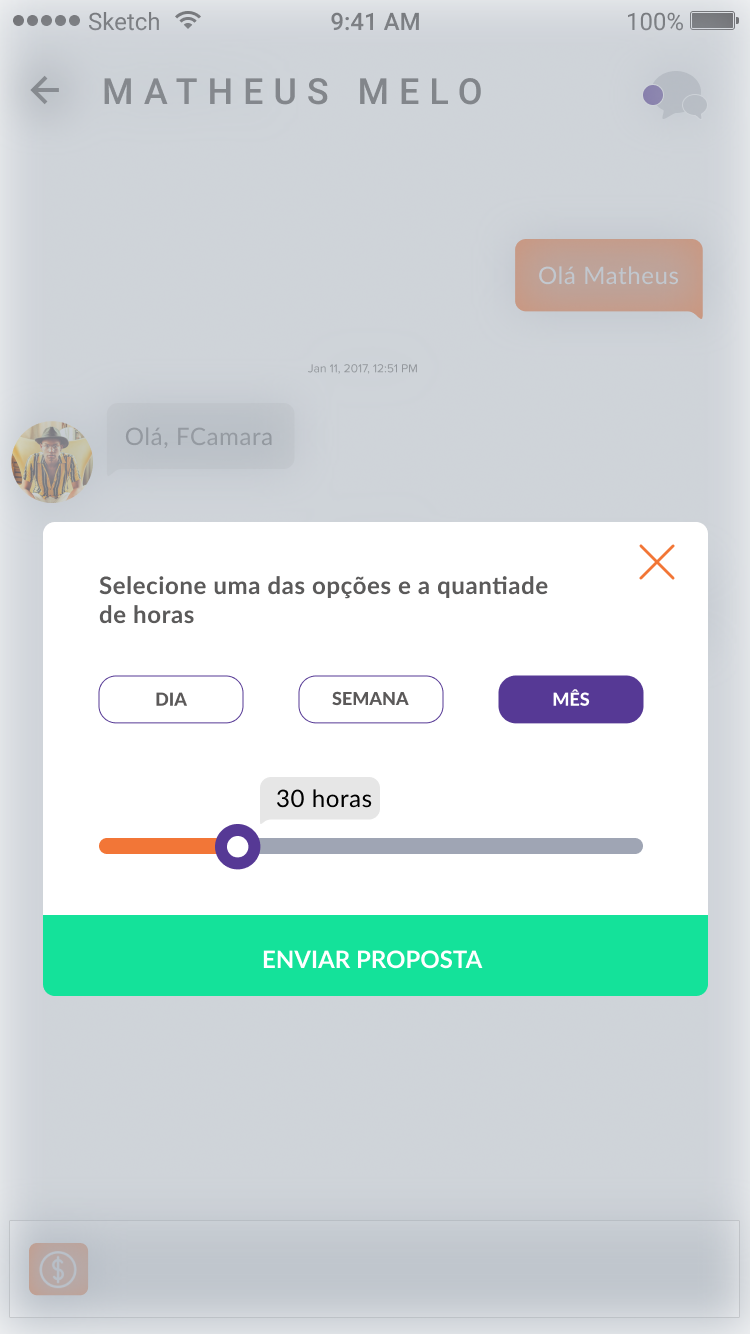 Sketch
9:41 AM
100%
MATHEUS MELO
Olá Matheus
Jan 11, 2017, 12:51 PM
Olá, FCamara
Selecione uma das opções e a quantiade
de horas
DIA
SEMANA
MÊS
30 horas
ENVIAR PROPOSTA
$